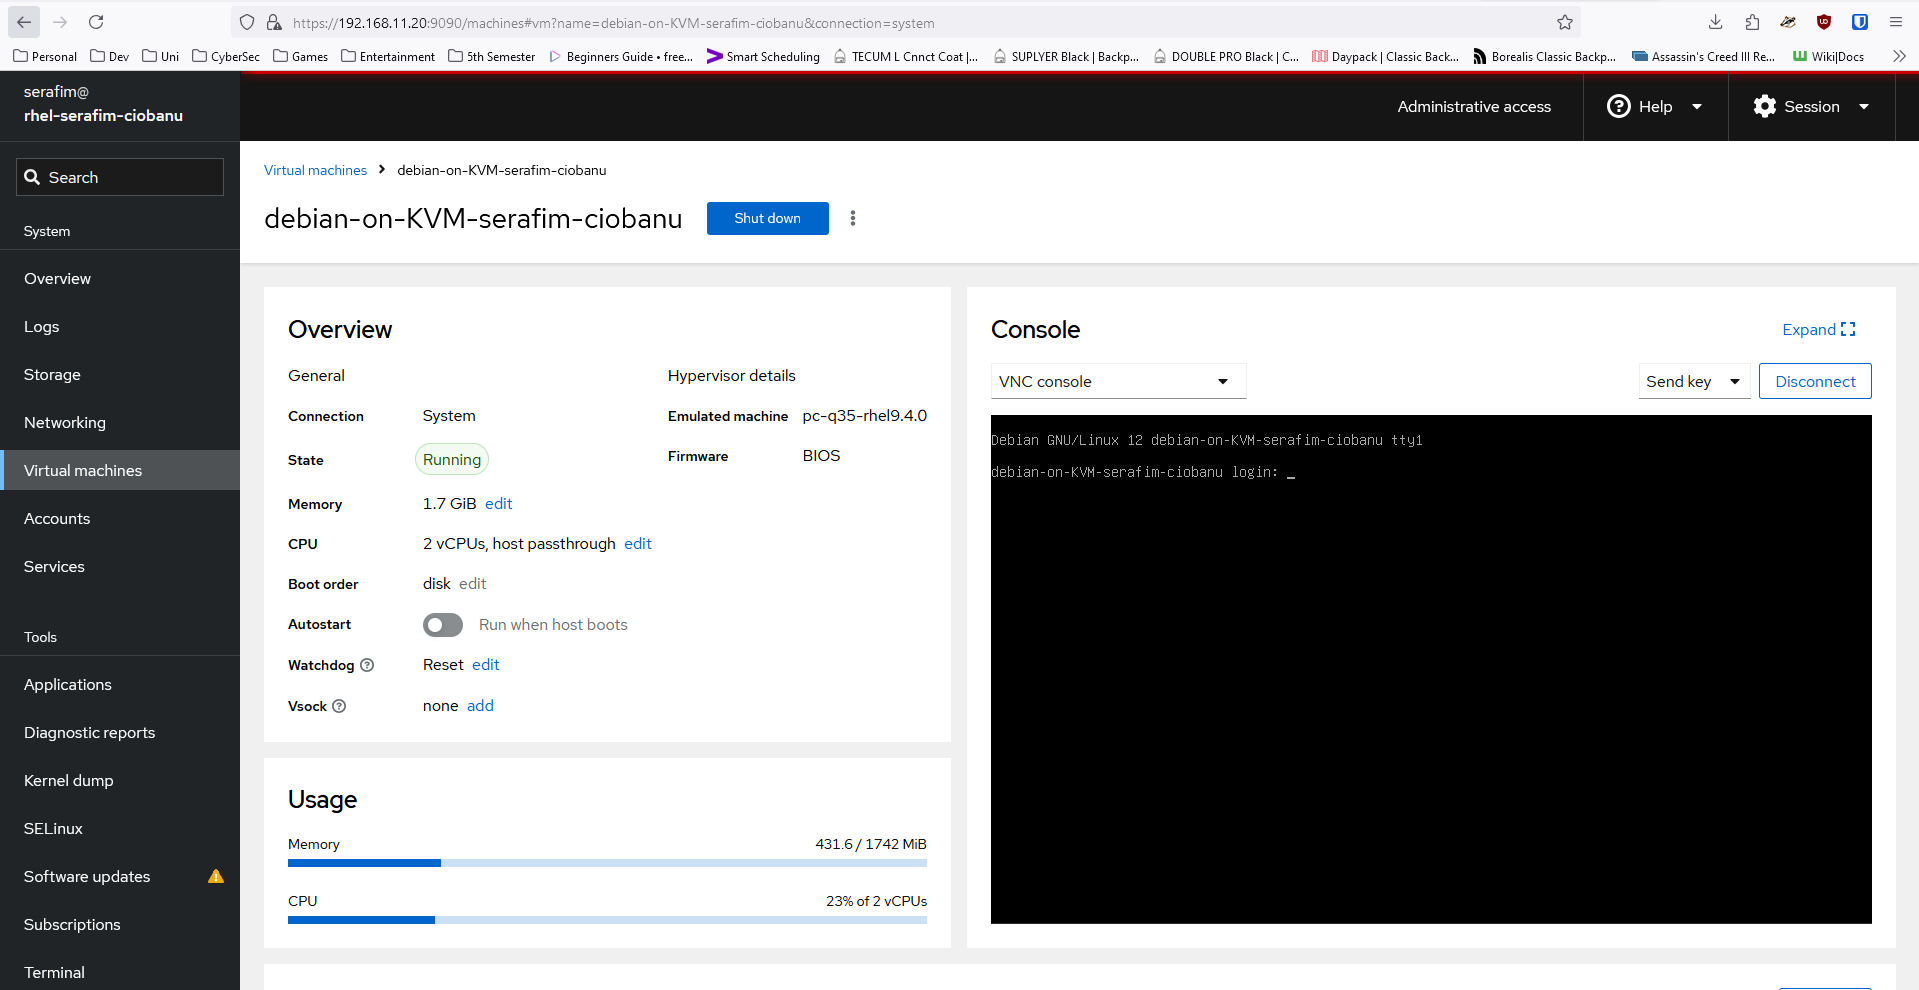 https://192.168.11.20:9090/machines#vm?name=debian-on-KVM-serafim-ciobanu&connection=system
Personal Dev Uni CyberSec Games Entertainment 5th Semester Beginners Guide • free... Smart Scheduling TECUM L Cnnct Coat |... SUPLYER Black | Backp... DOUBLE PRO Black | C... Daypack | Classic Back... Borealis Classic Backp... Assassin's Creed III Re... Wiki|Docs
serafim@
rhel-serafim-ciobanu
Administrative access
Help
Session
Search
System
Overview
Logs
Storage
Networking
Virtual machines
Accounts
Services
Tools
Applications
Diagnostic reports
Kernel dump
SELinux
Software updates
Subscriptions
Terminal
Virtual machines > debian-on-KVM-serafim-ciobanu
debian-on-KVM-serafim-ciobanu Shut down
Overview
General
Connection System
State Running
Memory 1.7 GiB edit
CPU 2 vCPUs, host passthrough edit
Boot order disk edit
Autostart Run when host boots
Watchdog ? Reset edit
Vsock ? none add
Hypervisor details
Emulated machine pc-q35-rhel9.4.0
Firmware BIOS
Usage
Memory 431.6 / 1742 MiB
CPU 23% of 2 vCPUs
Console Expand
VNC console Send key Disconnect
Debian GNU/Linux 12 debian-on-KVM-serafim-ciobanu tty1
debian-on-KVM-serafim-ciobanu login: _